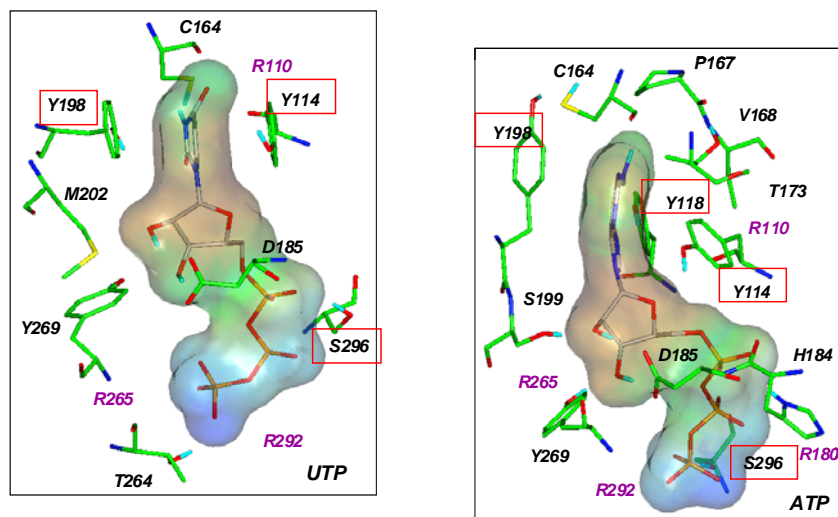 C164
R110
Y198
Y114
M202
D185
Y269
S296
R265
R292
T264
UTP
P167
C164
Y198
V168
T173
Y118
R110
Y114
S199
D185
H184
R265
Y269
R180
S296
R292
ATP